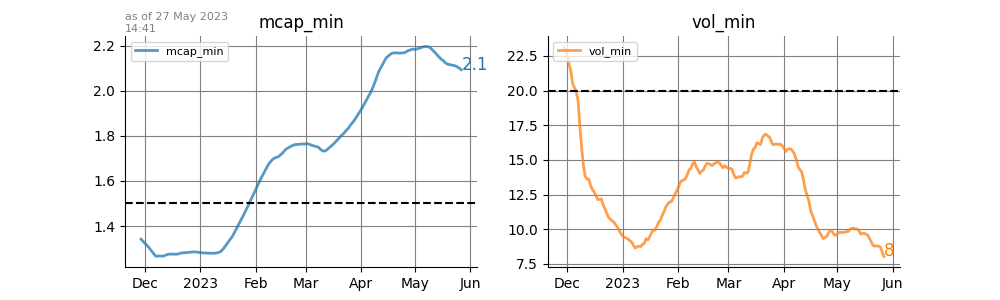 as of 27 May 2023
14:41
mcap_min
mcap_min
2.2
2.0
1.8
1.6
1.4
2.1
Dec 2023 Feb Mar Apr May Jun
vol_min
vol_min
22.5
20.0
17.5
15.0
12.5
10.0
7.5
8
Dec 2023 Feb Mar Apr May Jun